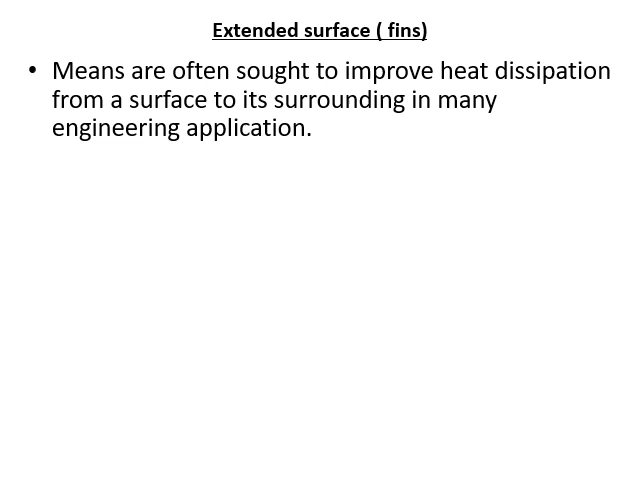 Extended surface ( fins)
• Means are often sought to improve heat dissipation
from a surface to its surrounding in many
engineering application.